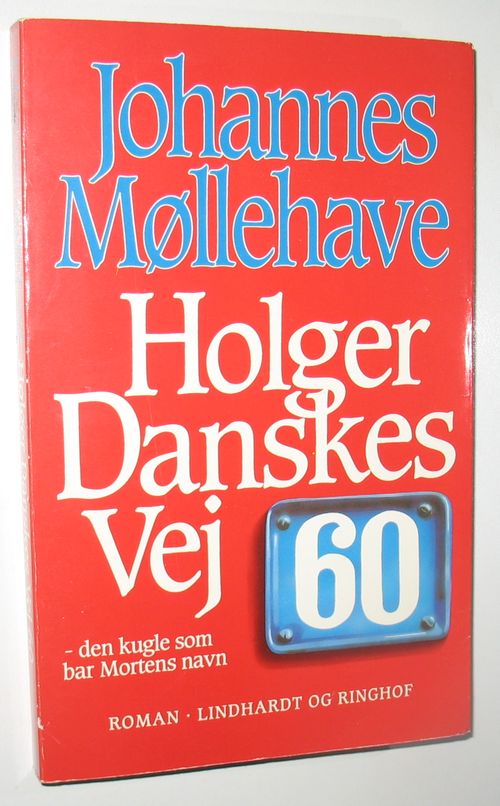 Johannes
Møllehave
Holger
Danskes
Vej 60
- den kugle som
bar Mortens navn
ROMAN · LINDHARDT OG RINGHOF